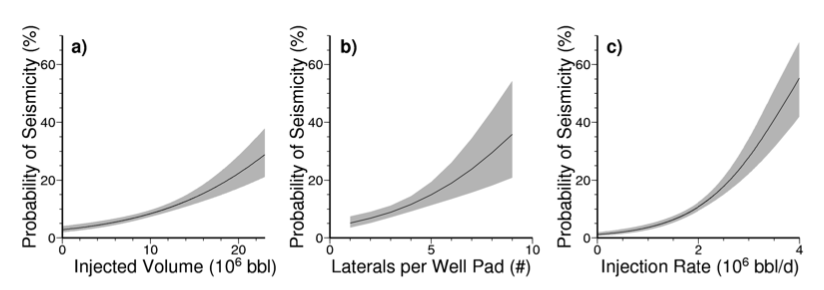 a)
Probability of Seismicity (%)
60
40
20
0
0 10 20
Injected Volume (10⁶ bbl)
b)
Probability of Seismicity (%)
60
40
20
0
0 5 10
Laterals per Well Pad (#)
c)
Probability of Seismicity (%)
60
40
20
0
0 2 4
Injection Rate (10⁶ bbl/d)